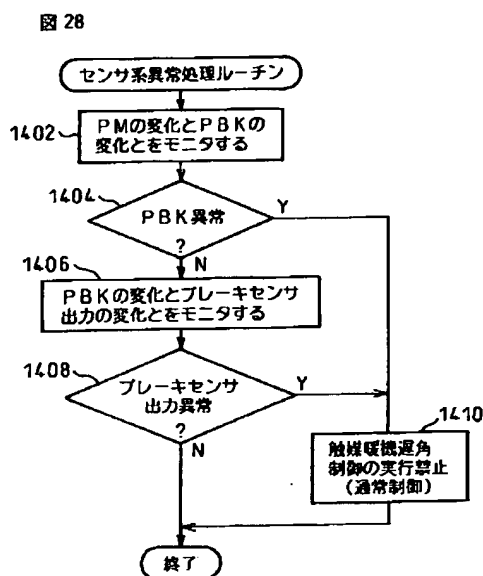 図28
センサ系異常処理ルーチン
1402
PMの変化とPBKの
変化とをモニタする
1404
PBK異常
?
Y
N
1406
PBKの変化とブレーキセンサ
出力の変化とをモニタする
1408
ブレーキセンサ
出力異常
?
Y
N
1410
触媒暖機遅角
制御の実行禁止
(通常制御)
終了